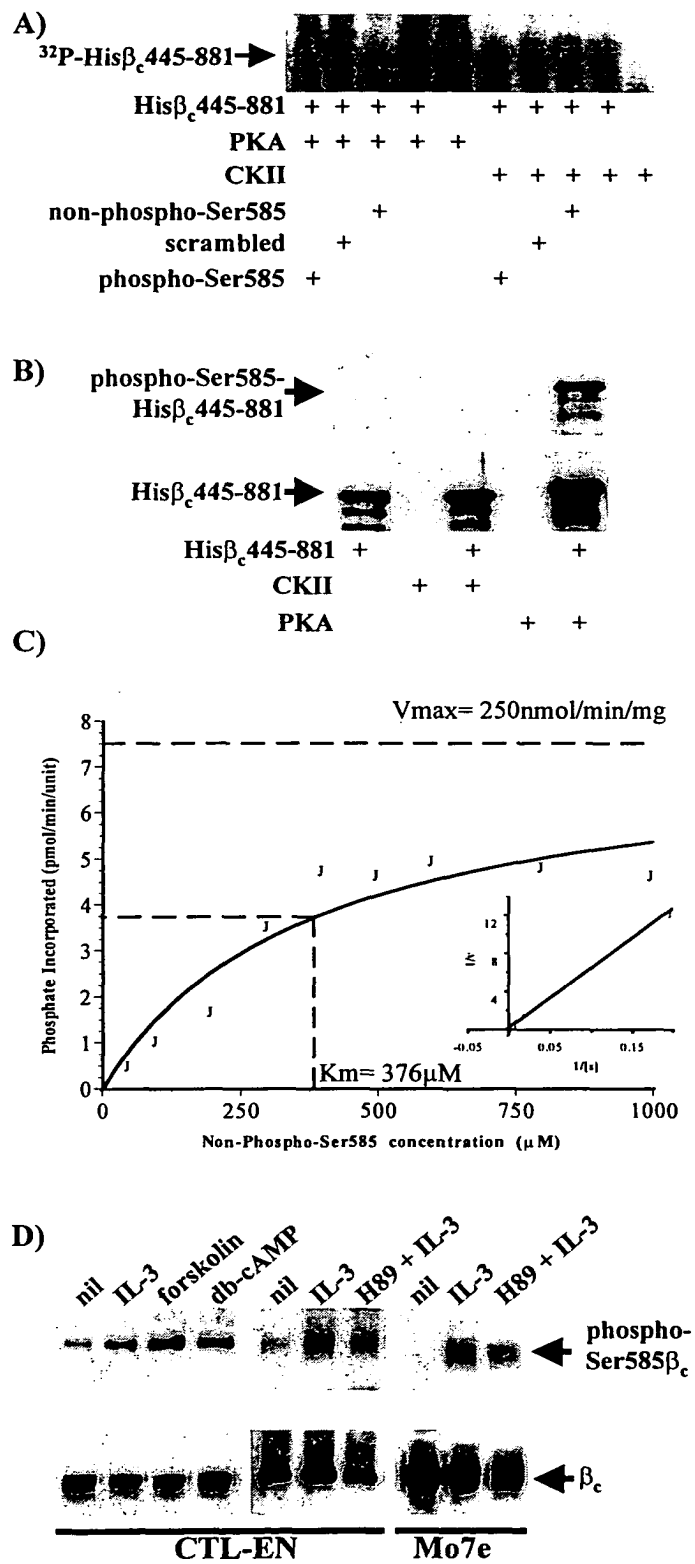 A)
³²P-Hisβc445-881
Hisβc445-881 + + + + + + + +
PKA + + + + +
CKII + + + + +
non-phospho-Ser585 + +
scrambled + +
phospho-Ser585 + +
B)
phospho-Ser585-
Hisβc445-881
Hisβc445-881
Hisβc445-881 + + +
CKII + +
PKA + +
C)
Vmax= 250nmol/min/mg
Phosphate Incorporated (pmol/min/unit)
8
7
6
5
4
3
2
1
0
J J J J J J J J J
Km= 376µM
1/v
12
8
4
-0.05 0.05 0.15
1/[s]
0 250 500 750 1000
Non-Phospho-Ser585 concentration (µM)
D)
nil IL-3 forskolin db-cAMP nil IL-3 H89 + IL-3 nil IL-3 H89 + IL-3
phospho-
Ser585βc
βc
CTL-EN Mo7e